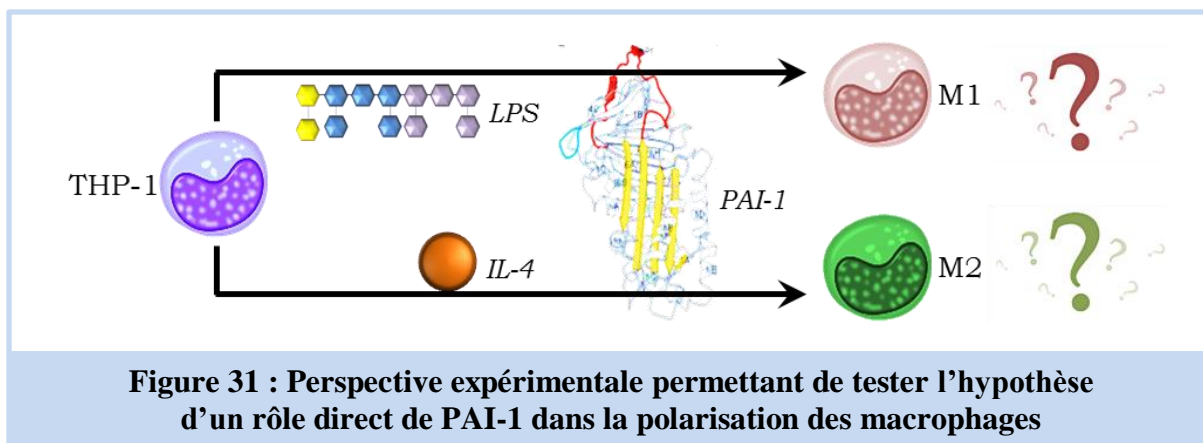 LPS
M1
? ? ? ? ? ?
THP-1
PAI-1
IL-4
M2
? ? ? ? ? ?
Figure 31 : Perspective expérimentale permettant de tester l’hypothèse
d’un rôle direct de PAI-1 dans la polarisation des macrophages